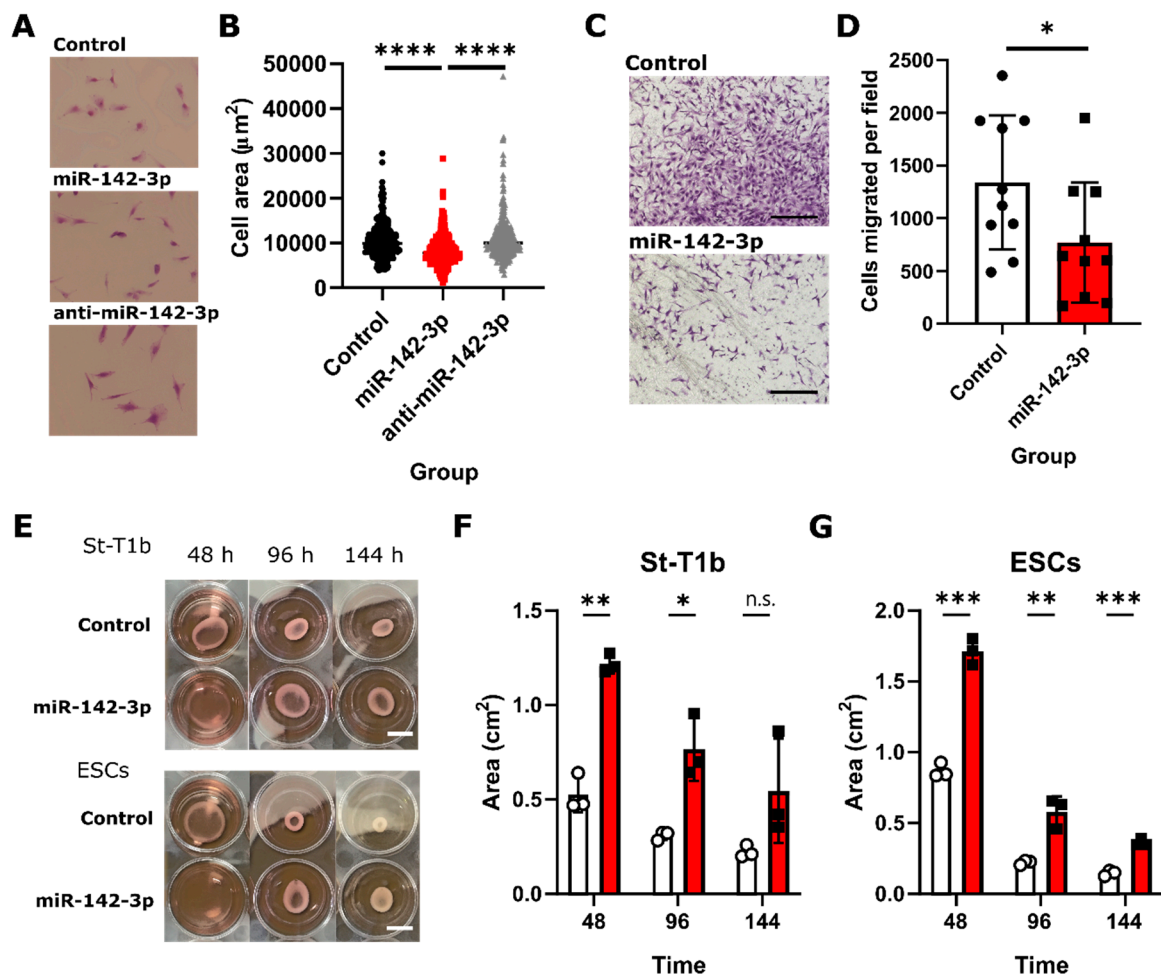 A
Control
miR-142-3p
anti-miR-142-3p
B
**** ****
50000
40000
30000
20000
10000
0
Cell area (μm²)
Control
miR-142-3p
anti-miR-142-3p
Group
C
Control
miR-142-3p
D
*
2500
2000
1500
1000
500
0
Cells migrated per field
Control
miR-142-3p
Group
E
St-T1b
48 h 96 h 144 h
Control
miR-142-3p
ESCs
Control
miR-142-3p
F
St-T1b
** * n.s.
1.5
1.0
0.5
0.0
Area (cm²)
48 96 144
Time
G
ESCs
*** ** ***
2.0
1.5
1.0
0.5
0.0
Area (cm²)
48 96 144
Time